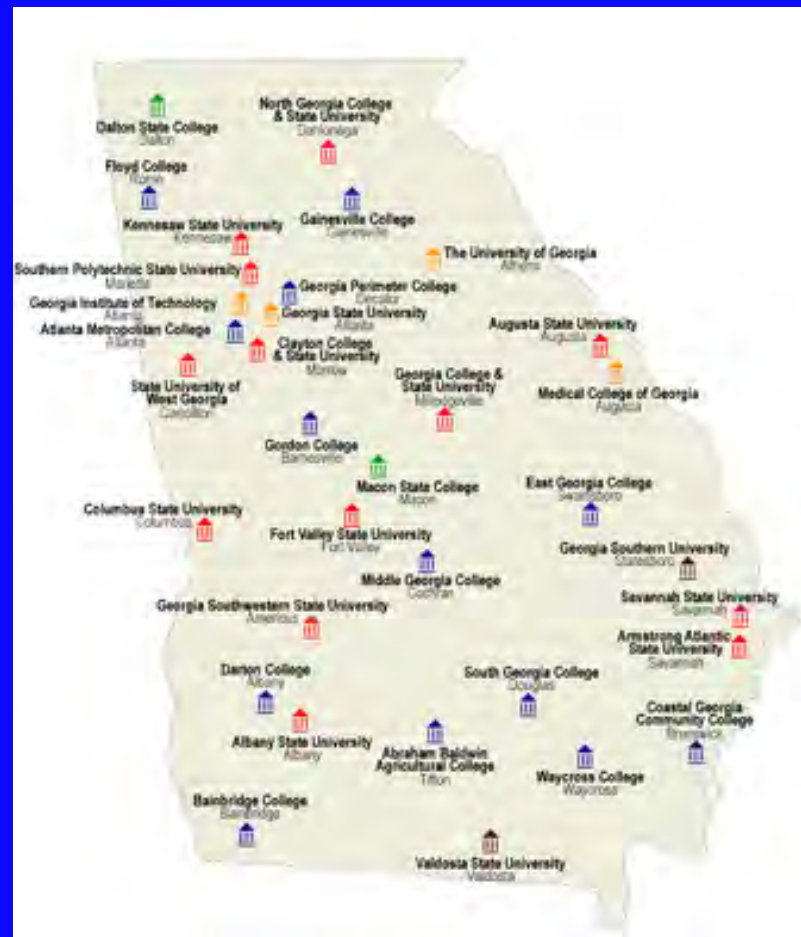 North Georgia College
& State University
Dahlonega
Dalton State College
Dalton
Floyd College
Rome
Gainesville College
Gainesville
Kennesaw State University
Kennesaw
The University of Georgia
Athens
Southern Polytechnic State University
Marietta
Georgia Perimeter College
Decatur
Georgia Institute of Technology
Atlanta
Georgia State University
Atlanta
Atlanta Metropolitan College
Atlanta
Augusta State University
Augusta
Clayton College
& State University
Morrow
State University of
West Georgia
Carrollton
Georgia College &
State University
Milledgeville
Medical College of Georgia
Augusta
Gordon College
Barnesville
Macon State College
Macon
East Georgia College
Swainsboro
Columbus State University
Columbus
Fort Valley State University
Fort Valley
Georgia Southern University
Statesboro
Middle Georgia College
Cochran
Savannah State University
Savannah
Georgia Southwestern State University
Americus
Armstrong Atlantic
State University
Savannah
Darton College
Albany
South Georgia College
Douglas
Coastal Georgia
Community College
Brunswick
Albany State University
Albany
Abraham Baldwin
Agricultural College
Tifton
Waycross College
Waycross
Bainbridge College
Bainbridge
Valdosta State University
Valdosta